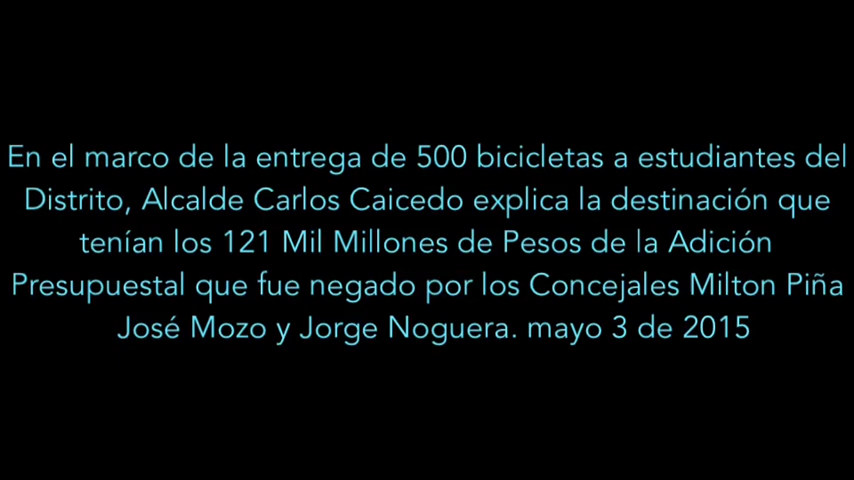 En el marco de la entrega de 500 bicicletas a estudiantes del
Distrito, Alcalde Carlos Caicedo explica la destinación que
tenían los 121 Mil Millones de Pesos de la Adición
Presupuestal que fue negado por los Concejales Milton Piña
José Mozo y Jorge Noguera. mayo 3 de 2015